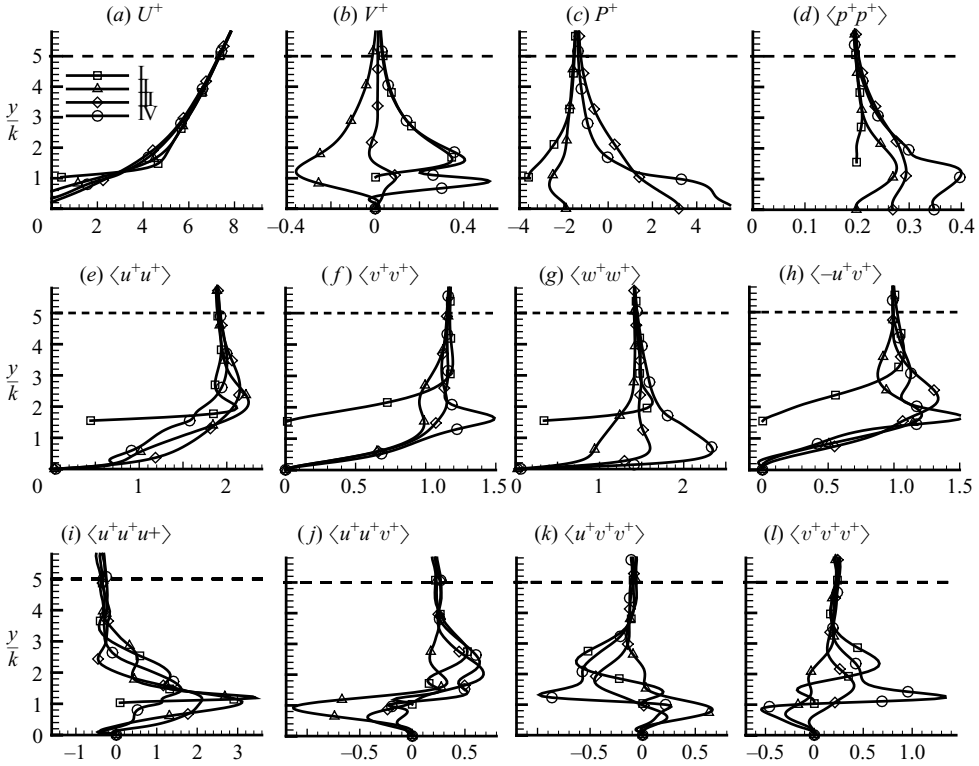 (a) U⁺ (b) V⁺ (c) P⁺ (d) ⟨p⁺p⁺⟩
5
4
y/k
3
2
1
0
I
II
III
IV
2 4 6 8
−0.4 0 0.4
−4 −2 0 2 4
0 0.1 0.2 0.3 0.4
(e) ⟨u⁺u⁺⟩ (f) ⟨v⁺v⁺⟩ (g) ⟨w⁺w⁺⟩ (h) ⟨−u⁺v⁺⟩
5
4
y/k
3
2
1
0
1 2
0 0.5 1.0 1.5
0 1 2
0 0.5 1.0 1.5
(i) ⟨u⁺u⁺u+⟩ (j) ⟨u⁺u⁺v⁺⟩ (k) ⟨u⁺v⁺v⁺⟩ (l) ⟨v⁺v⁺v⁺⟩
5
4
y/k
3
2
1
0
−1 0 1 2 3
−0.5 0 0.5
−0.5 0 0.5
−0.5 0 0.5 1.0